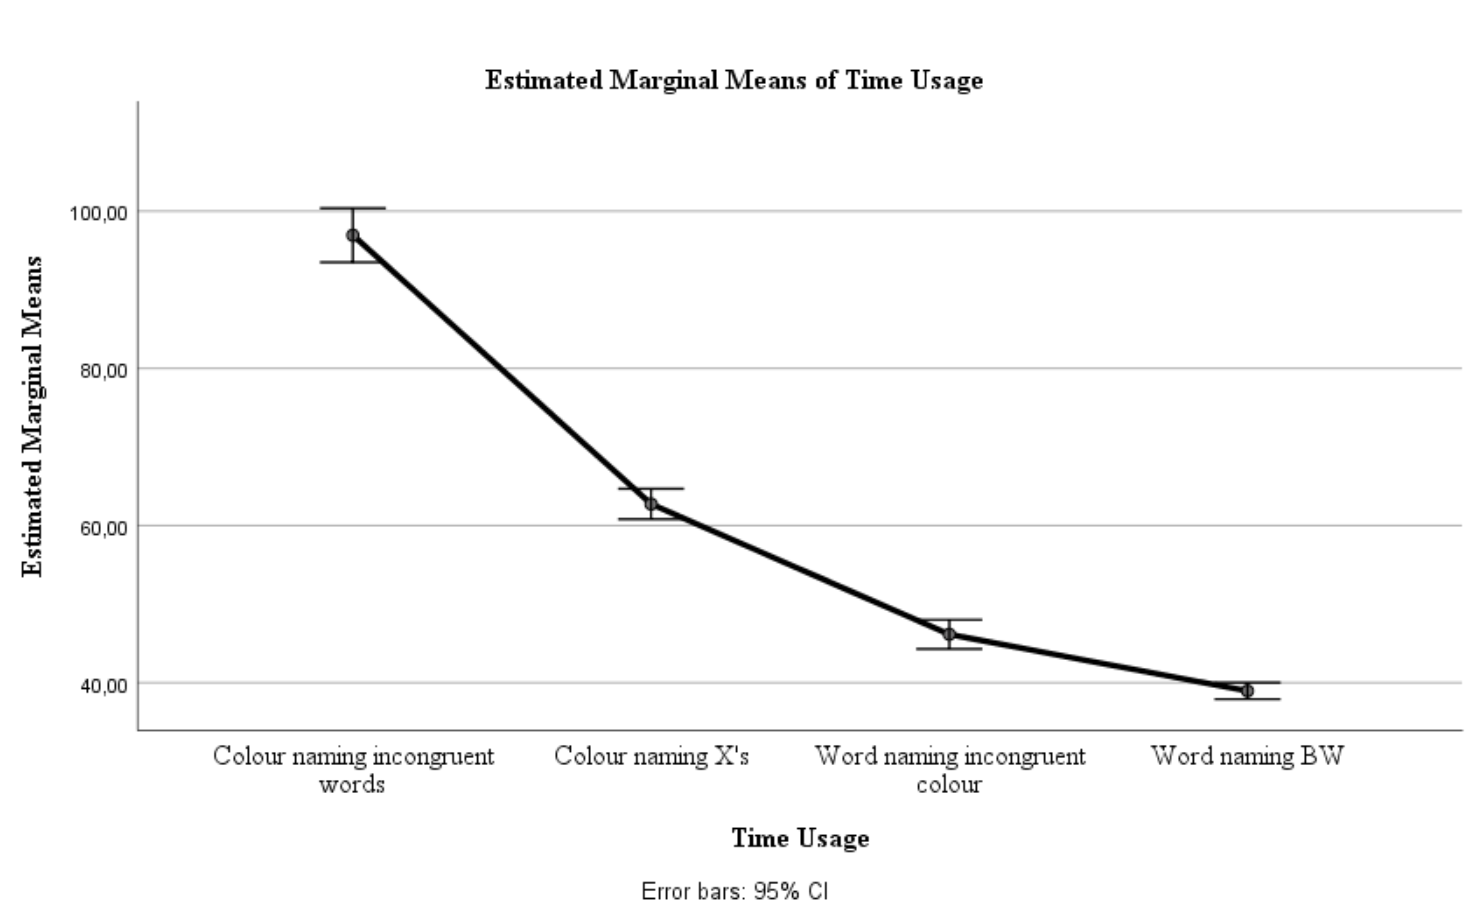 Estimated Marginal Means of Time Usage
Estimated Marginal Means
100,00
80,00
60,00
40,00
Colour naming incongruent
words
Colour naming X's
Word naming incongruent
colour
Word naming BW
Time Usage
Error bars: 95% CI